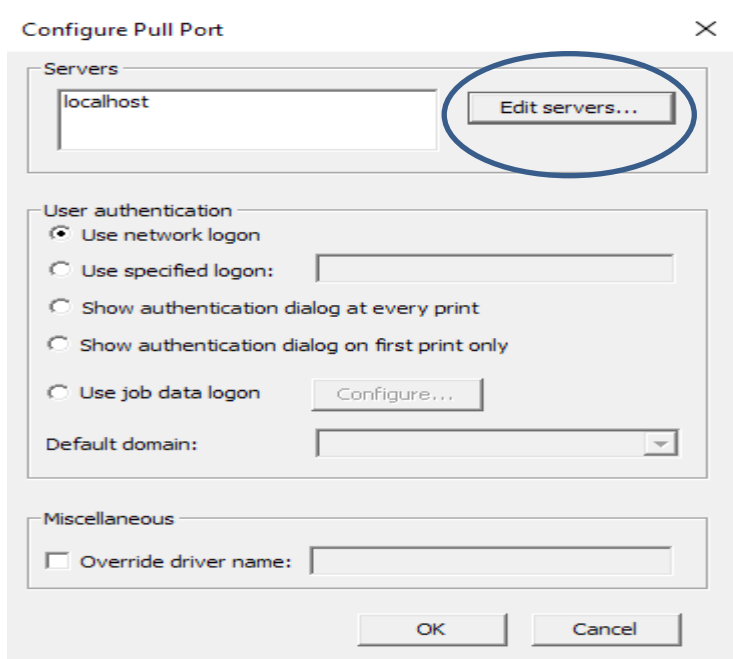 Configure Pull Port
Servers
localhost
Edit servers...
User authentication
Use network logon
Use specified logon:
Show authentication dialog at every print
Show authentication dialog on first print only
Use job data logon
Configure...
Default domain:
Miscellaneous
Override driver name:
OK
Cancel